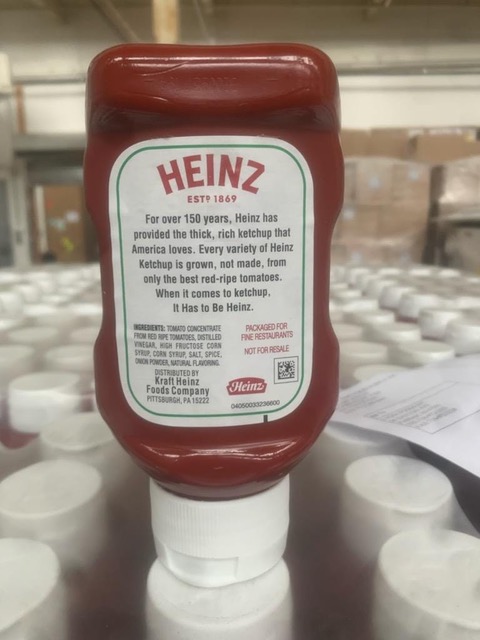 HEINZ
ESTD 1869
For over 150 years, Heinz has
provided the thick, rich ketchup that
America loves. Every variety of Heinz
Ketchup is grown, not made, from
only the best red-ripe tomatoes.
When it comes to ketchup,
It Has to Be Heinz.
INGREDIENTS: TOMATO CONCENTRATE
FROM RED RIPE TOMATOES, DISTILLED
VINEGAR, HIGH FRUCTOSE CORN
SYRUP, CORN SYRUP, SALT, SPICE,
ONION POWDER, NATURAL FLAVORING.
DISTRIBUTED BY
Kraft Heinz
Foods Company
PITTSBURGH, PA 15222
PACKAGED FOR
FINE RESTAURANTS
NOT FOR RESALE
Heinz
04050033236600